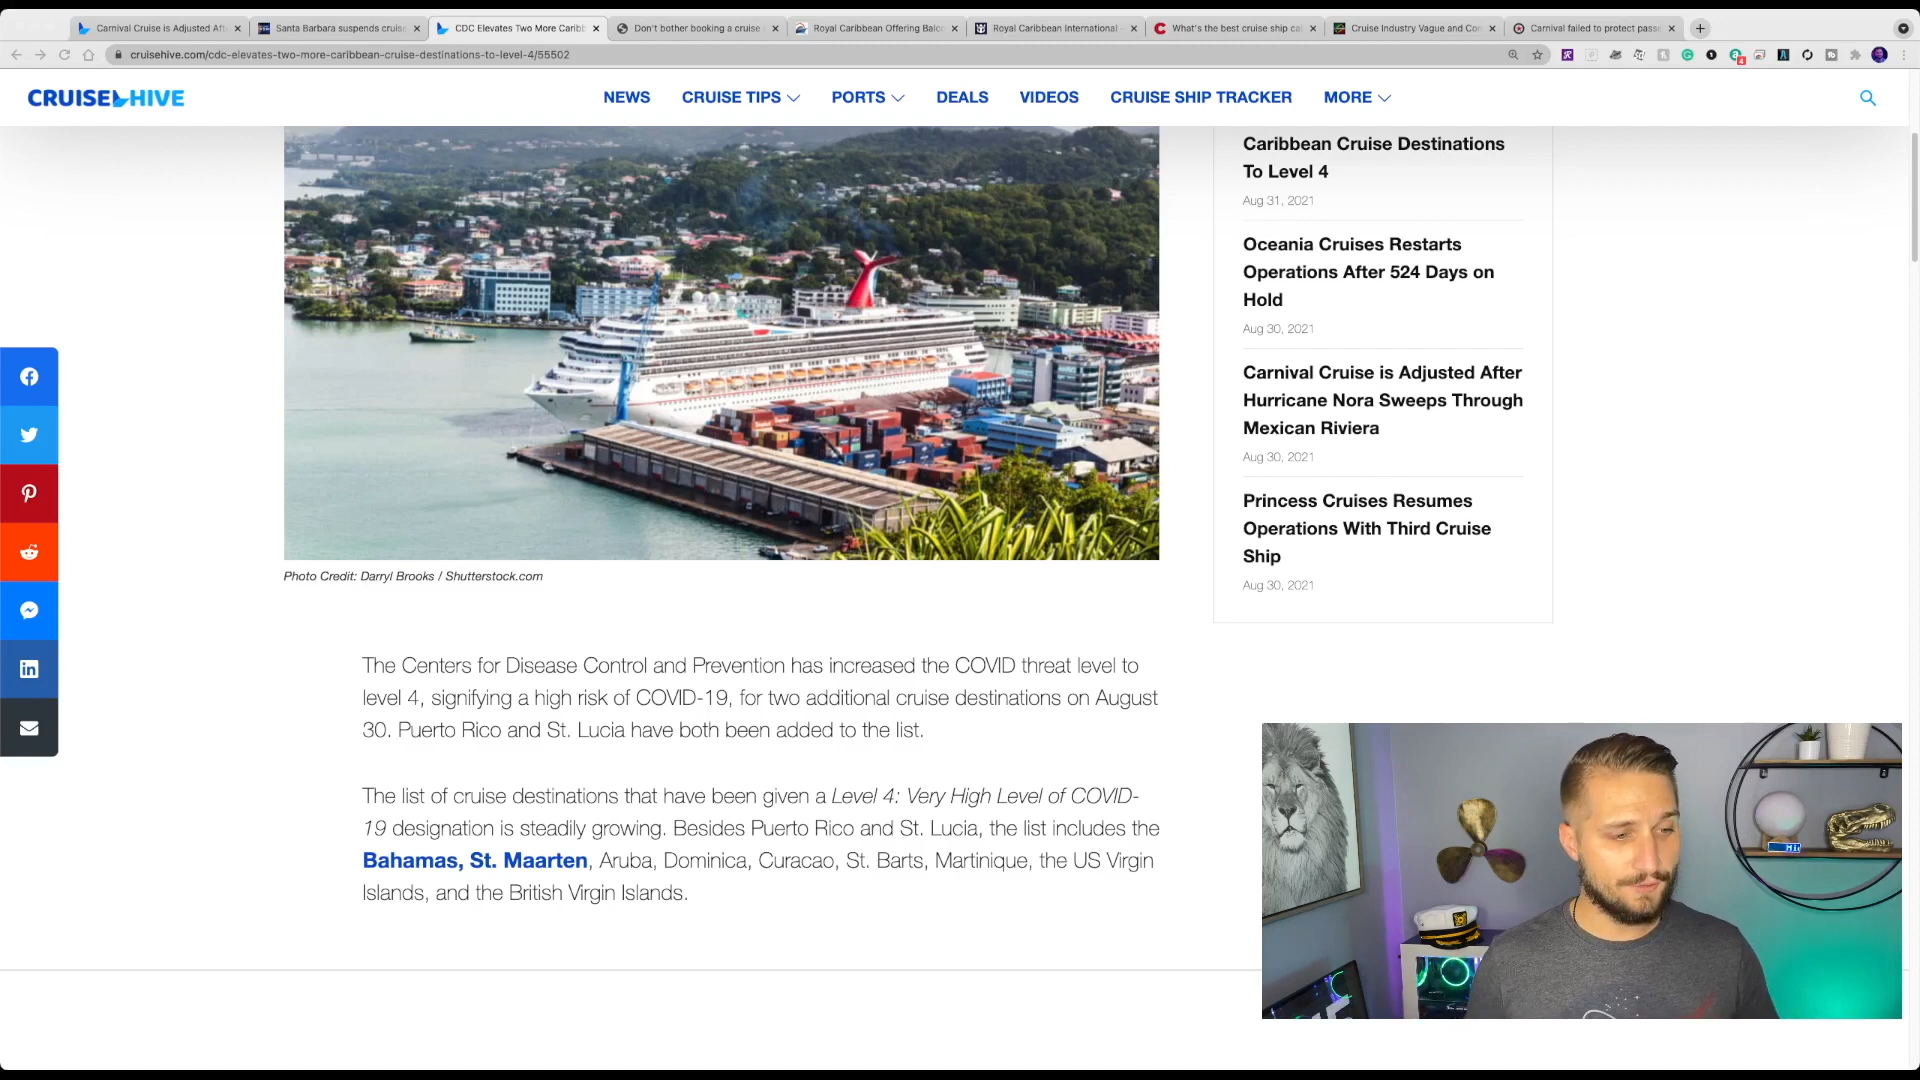 Carnival Cruise is Adjusted Aft
Santa Barbara suspends cruise
CDC Elevates Two More Caribb
Don't bother booking a cruise
Royal Caribbean Offering Balco
Royal Caribbean International -
What's the best cruise ship ca
Cruise Industry Vague and Con
Carnival failed to protect passe
cruisehive.com/cdc-elevates-two-more-caribbean-cruise-destinations-to-level-4/55502
CRUISE HIVE
NEWS
CRUISE TIPS
PORTS
DEALS
VIDEOS
CRUISE SHIP TRACKER
MORE
Caribbean Cruise Destinations
To Level 4
Aug 31, 2021
Oceania Cruises Restarts
Operations After 524 Days on
Hold
Aug 30, 2021
Carnival Cruise is Adjusted After
Hurricane Nora Sweeps Through
Mexican Riviera
Aug 30, 2021
Princess Cruises Resumes
Operations With Third Cruise
Ship
Aug 30, 2021
Photo Credit: Darryl Brooks / Shutterstock.com
The Centers for Disease Control and Prevention has increased the COVID threat level to
level 4, signifying a high risk of COVID-19, for two additional cruise destinations on August
30. Puerto Rico and St. Lucia have both been added to the list.
The list of cruise destinations that have been given a Level 4: Very High Level of COVID-
19 designation is steadily growing. Besides Puerto Rico and St. Lucia, the list includes the
Bahamas, St. Maarten, Aruba, Dominica, Curacao, St. Barts, Martinique, the US Virgin
Islands, and the British Virgin Islands.